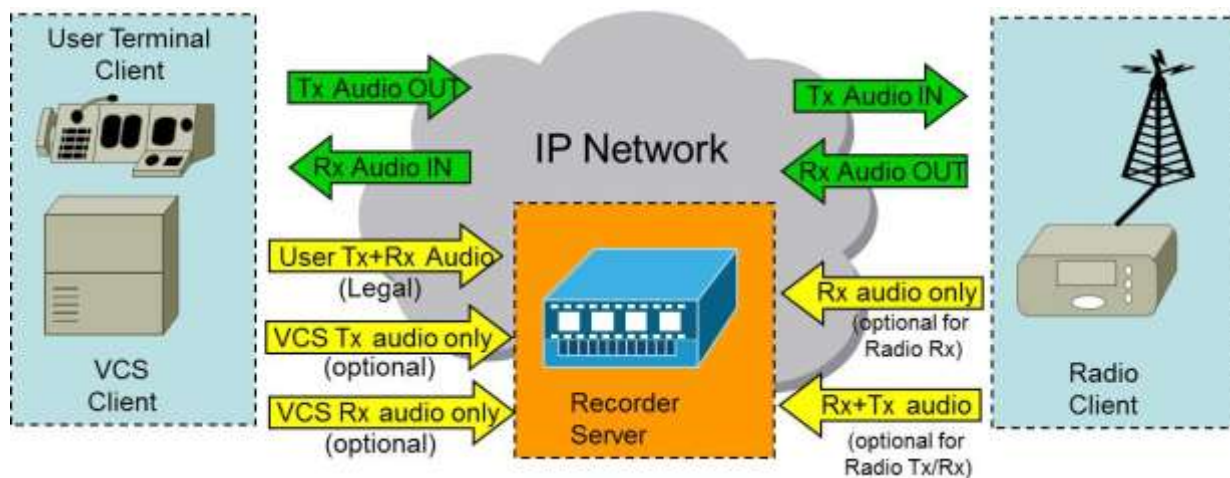 User Terminal
Client
VCS
Client
Tx Audio OUT
Rx Audio IN
User Tx+Rx Audio
(Legal)
VCS Tx audio only
(optional)
VCS Rx audio only
(optional)
IP Network
Recorder
Server
Tx Audio IN
Rx Audio OUT
Rx audio only
(optional for
Radio Rx)
Rx+Tx audio
(optional for
Radio Tx/Rx)
Radio
Client